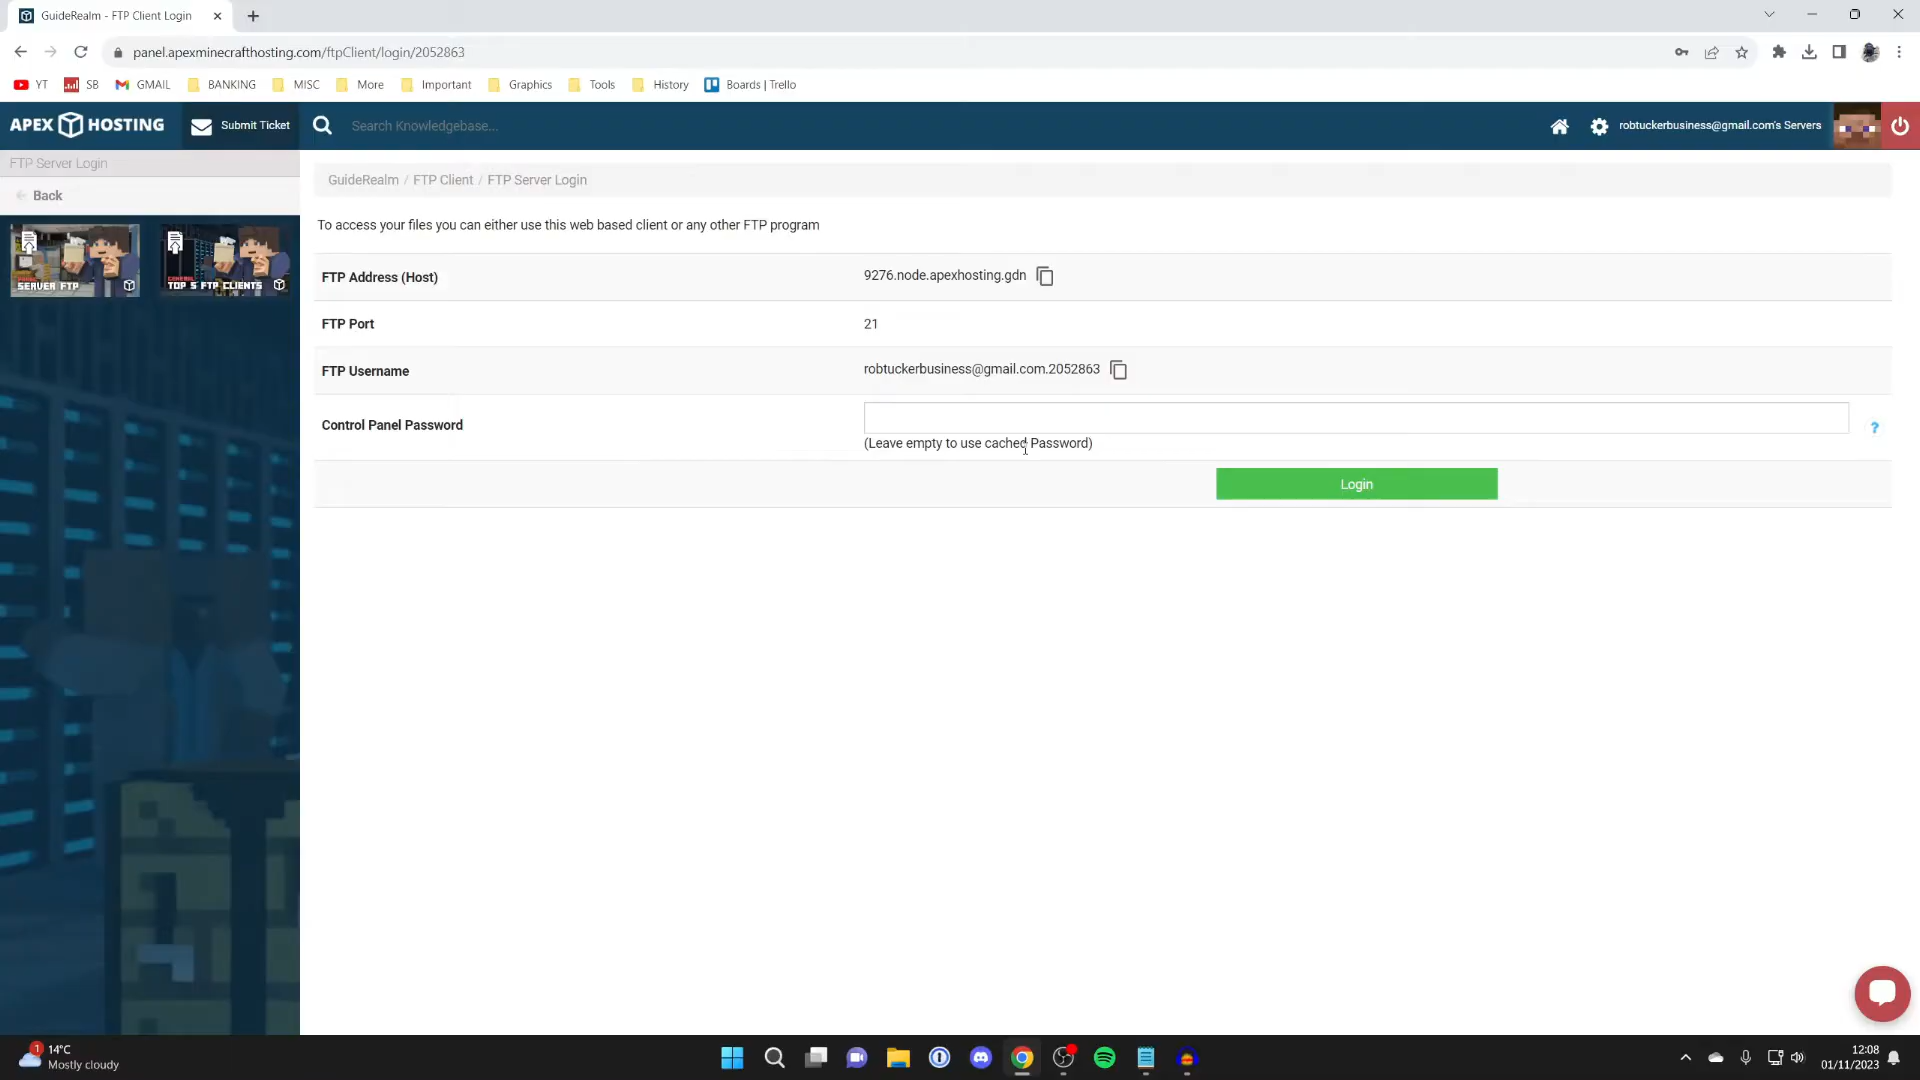 GuideRealm - FTP Client Login
panel.apexminecrafthosting.com/ftpClient/login/2052863
YT SB GMAIL BANKING MISC More Important Graphics Tools History Boards | Trello
APEX HOSTING Submit Ticket Search Knowledgebase... robtuckerbusiness@gmail.com's Servers
FTP Server Login
Back
SERVER FTP
GENERAL
TOP 5 FTP CLIENTS
GuideRealm / FTP Client / FTP Server Login
To access your files you can either use this web based client or any other FTP program
FTP Address (Host) 9276.node.apexhosting.gdn
FTP Port 21
FTP Username robtuckerbusiness@gmail.com.2052863
Control Panel Password ?
(Leave empty to use cached Password)
Login
1 14°C
Mostly cloudy
12:08
01/11/2023